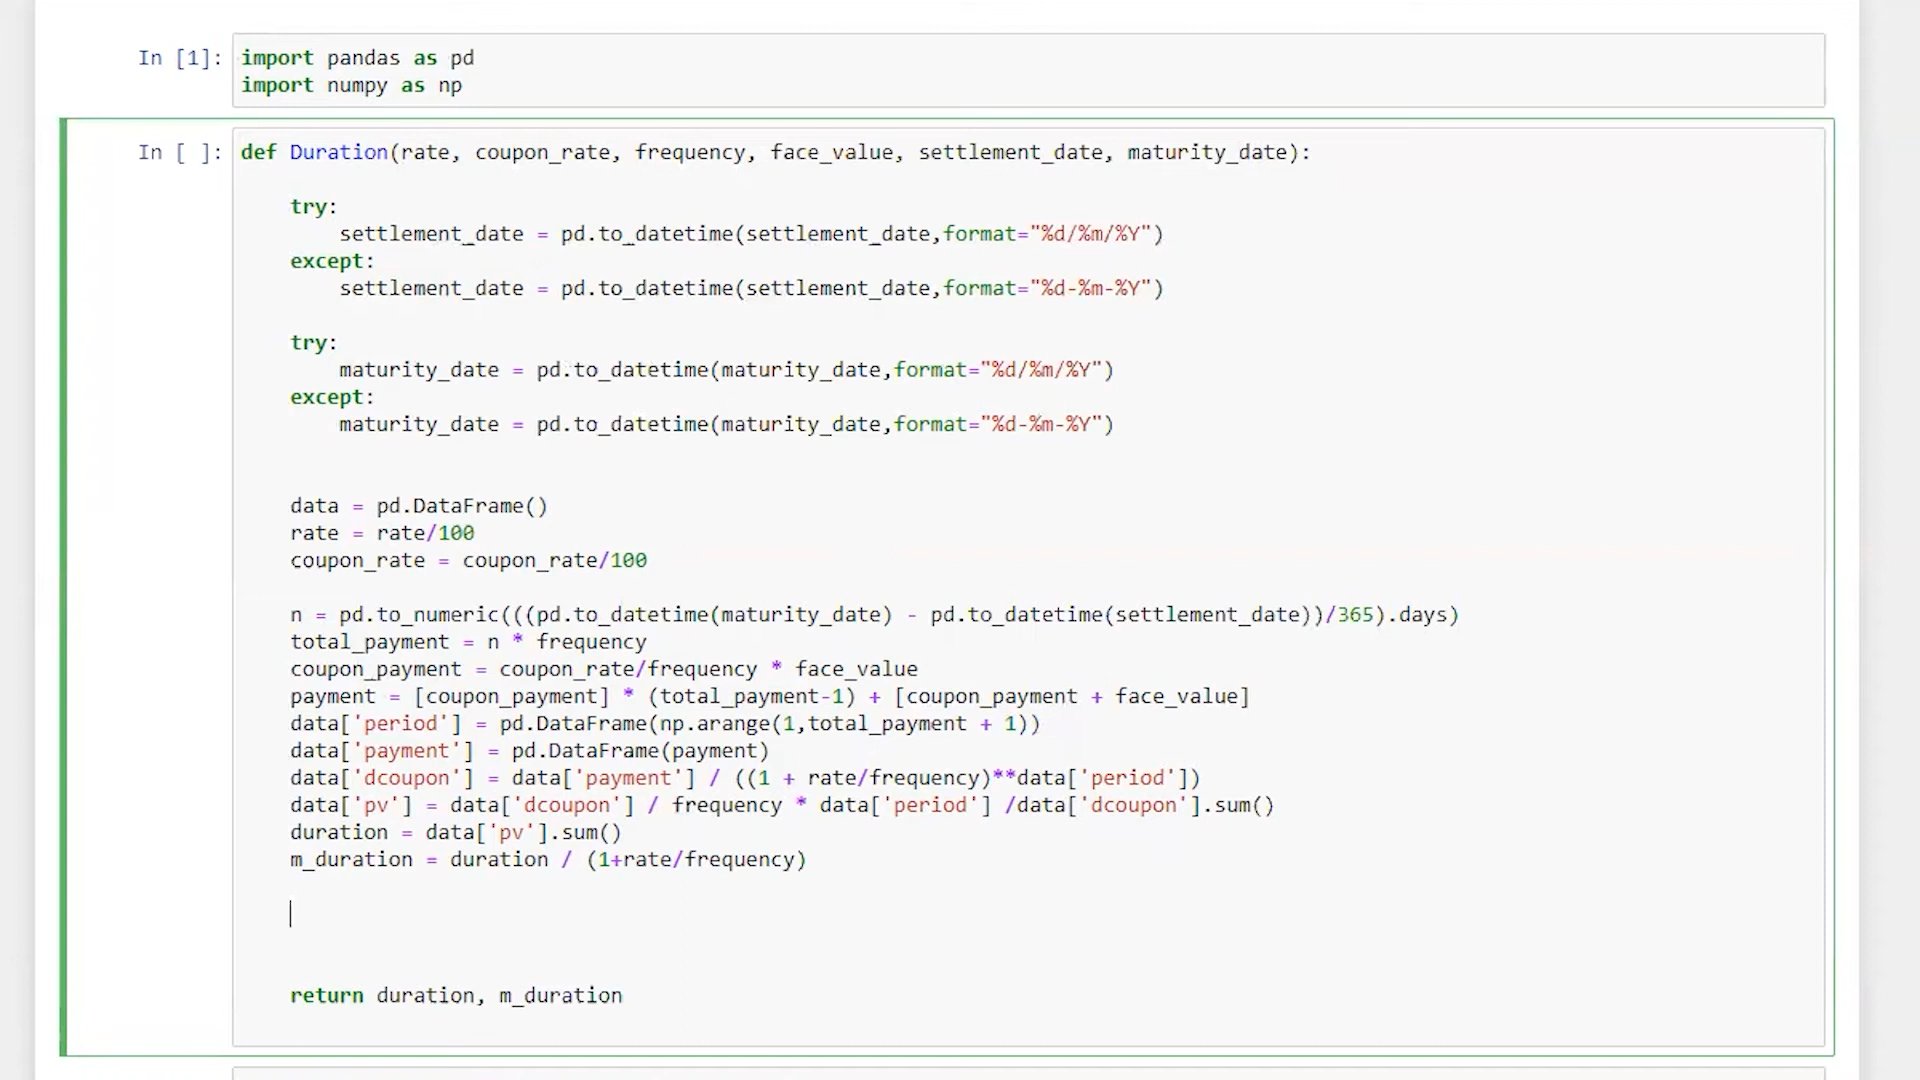 In [1]: import pandas as pd
import numpy as np
In [ ]: def Duration(rate, coupon_rate, frequency, face_value, settlement_date, maturity_date):
try:
settlement_date = pd.to_datetime(settlement_date,format="%d/%m/%Y")
except:
settlement_date = pd.to_datetime(settlement_date,format="%d-%m-%Y")
try:
maturity_date = pd.to_datetime(maturity_date,format="%d/%m/%Y")
except:
maturity_date = pd.to_datetime(maturity_date,format="%d-%m-%Y")
data = pd.DataFrame()
rate = rate/100
coupon_rate = coupon_rate/100
n = pd.to_numeric(((pd.to_datetime(maturity_date) - pd.to_datetime(settlement_date))/365).days)
total_payment = n * frequency
coupon_payment = coupon_rate/frequency * face_value
payment = [coupon_payment] * (total_payment-1) + [coupon_payment + face_value]
data['period'] = pd.DataFrame(np.arange(1,total_payment + 1))
data['payment'] = pd.DataFrame(payment)
data['dcoupon'] = data['payment'] / ((1 + rate/frequency)**data['period'])
data['pv'] = data['dcoupon'] / frequency * data['period'] /data['dcoupon'].sum()
duration = data['pv'].sum()
m_duration = duration / (1+rate/frequency)
return duration, m_duration